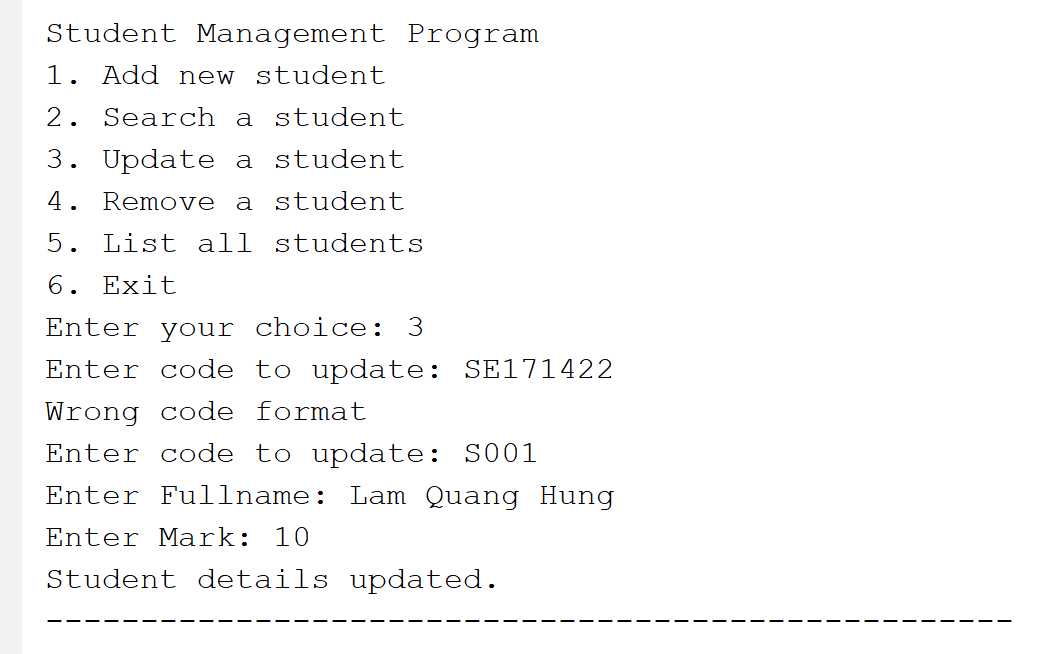 Student Management Program
1. Add new student
2. Search a student
3. Update a student
4. Remove a student
5. List all students
6. Exit
Enter your choice: 3
Enter code to update: SE171422
Wrong code format
Enter code to update: S001
Enter Fullname: Lam Quang Hung
Enter Mark: 10
Student details updated.
---------------------------------------------------